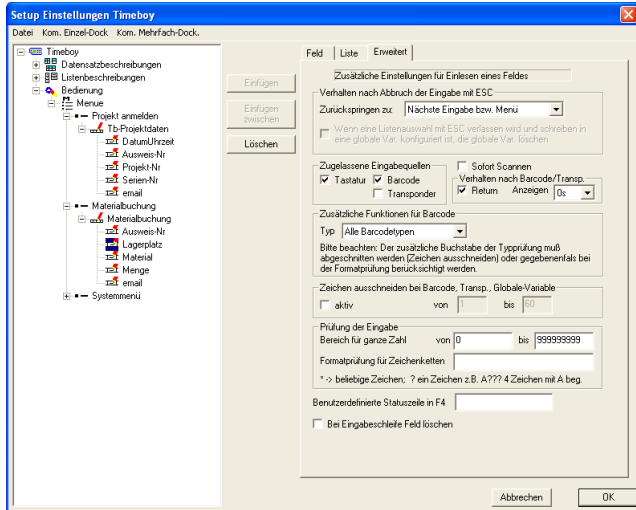 Setup Einstellungen Timeboy
Datei Kom. Einzel-Dock Kom. Mehrfach-Dock.
Timeboy
Datensatzbeschreibungen
Listenbeschreibungen
Bedienung
Menue
Projekt anmelden
Tb-Projektdaten
DatumUhrzeit
Ausweis-Nr
Projekt-Nr
Serien-Nr
email
Materialbuchung
Materialbuchung
Ausweis-Nr
Lagerplatz
Material
Menge
email
Systemmenü
Einfügen
Einfügen
zwischen
Löschen
Feld Liste Erweitert
Zusätzliche Einstellungen für Einlesen eines Feldes
Verhalten nach Abbruch der Eingabe mit ESC
Zurückspringen zu: Nächste Eingabe bzw. Menü
Wenn eine Listenauswahl mit ESC verlassen wird und schreiben in
eine globale Var. konfiguriert ist, die globale Var. löschen
Zugelassene Eingabequellen
Tastatur Barcode
Transponder
Sofort Scannen
Verhalten nach Barcode/Transp.
Return Anzeigen 0s
Zusätzliche Funktionen für Barcode
Typ Alle Barcodetypen
Bitte beachten: Der zusätzliche Buchstabe der Typprüfung muß
abgeschnitten werden (Zeichen ausschneiden) oder gegebenenfals bei
der Formatprüfung berücksichtigt werden.
Zeichen ausschneiden bei Barcode, Transp., Globale-Variable
aktiv von 1 bis 60
Prüfung der Eingabe
Bereich für ganze Zahl von 0 bis 999999999
Formatprüfung für Zeichenketten
* -> beliebige Zeichen; ? ein Zeichen z.B. A??? 4 Zeichen mit A beg.
Benutzerdefinierte Statuszeile in F4
Bei Eingabeschleife Feld löschen
Abbrechen OK